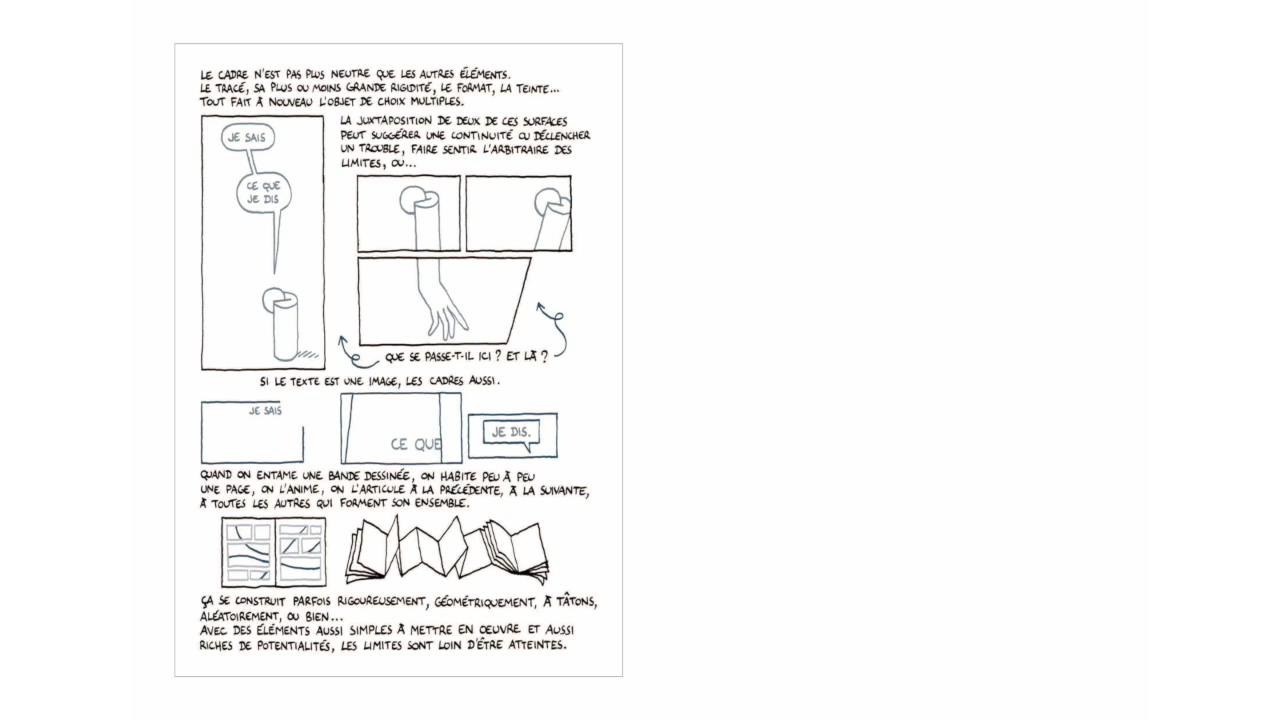 LE CADRE N'EST PAS PLUS NEUTRE QUE LES AUTRES ÉLÉMENTS.
LE TRACÉ, SA PLUS OU MOINS GRANDE RIGIDITÉ, LE FORMAT, LA TEINTE...
TOUT FAIT À NOUVEAU L'OBJET DE CHOIX MULTIPLES.
JE SAIS
CE QUE
JE DIS
LA JUXTAPOSITION DE DEUX DE CES SURFACES
PEUT SUGGÉRER UNE CONTINUITÉ OU DÉCLENCHER
UN TROUBLE, FAIRE SENTIR L'ARBITRAIRE DES
LIMITES, OU...
QUE SE PASSE-T-IL ICI ? ET LÀ ?
SI LE TEXTE EST UNE IMAGE, LES CADRES AUSSI.
JE SAIS
CE QUE
JE DIS.
QUAND ON ENTAME UNE BANDE DESSINÉE, ON HABITE PEU À PEU
UNE PAGE, ON L'ANIME, ON L'ARTICULE À LA PRÉCÉDENTE, À LA SUIVANTE,
À TOUTES LES AUTRES QUI FORMENT SON ENSEMBLE.
ÇA SE CONSTRUIT PARFOIS RIGOUREUSEMENT, GÉOMÉTRIQUEMENT, À TÂTONS,
ALÉATOIREMENT, OU BIEN...
AVEC DES ÉLÉMENTS AUSSI SIMPLES À METTRE EN OEUVRE ET AUSSI
RICHES DE POTENTIALITÉS, LES LIMITES SONT LOIN D'ÊTRE ATTEINTES.